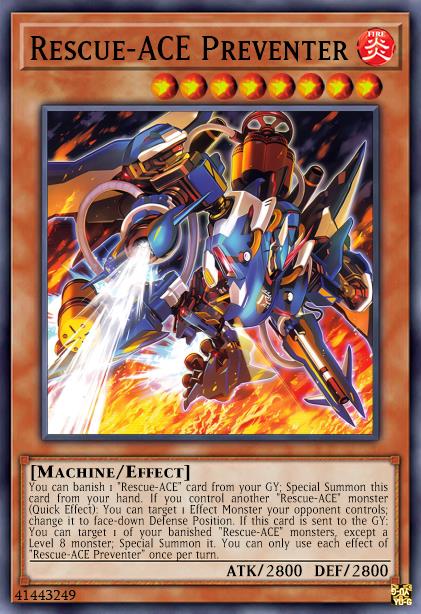 RESCUE-ACE PREVENTER
FIRE
炎
[MACHINE/EFFECT]
You can banish 1 "Rescue-ACE" card from your GY; Special Summon this
card from your hand. If you control another "Rescue-ACE" monster
(Quick Effect): You can target 1 Effect Monster your opponent controls;
change it to face-down Defense Position. If this card is sent to the GY:
You can target 1 of your banished "Rescue-ACE" monsters, except a
Level 8 monster; Special Summon it. You can only use each effect of
"Rescue-ACE Preventer" once per turn.
ATK/2800 DEF/2800
41443249